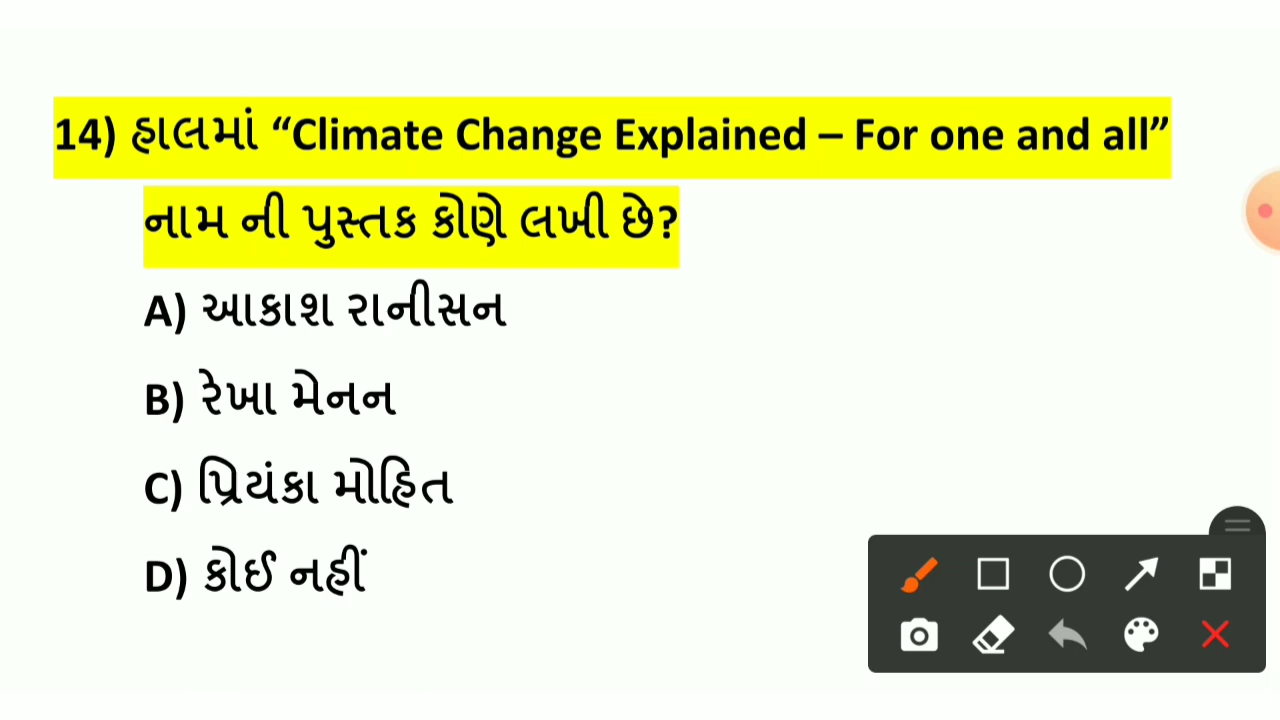 14) હાલમાં “Climate Change Explained – For one and all”
નામ ની પુસ્તક કોણે લખી છે?
A) આકાશ રાનીસન
B) રેખા મેનન
C) પ્રિયંકા મોહિત
D) કોઈ નહીં